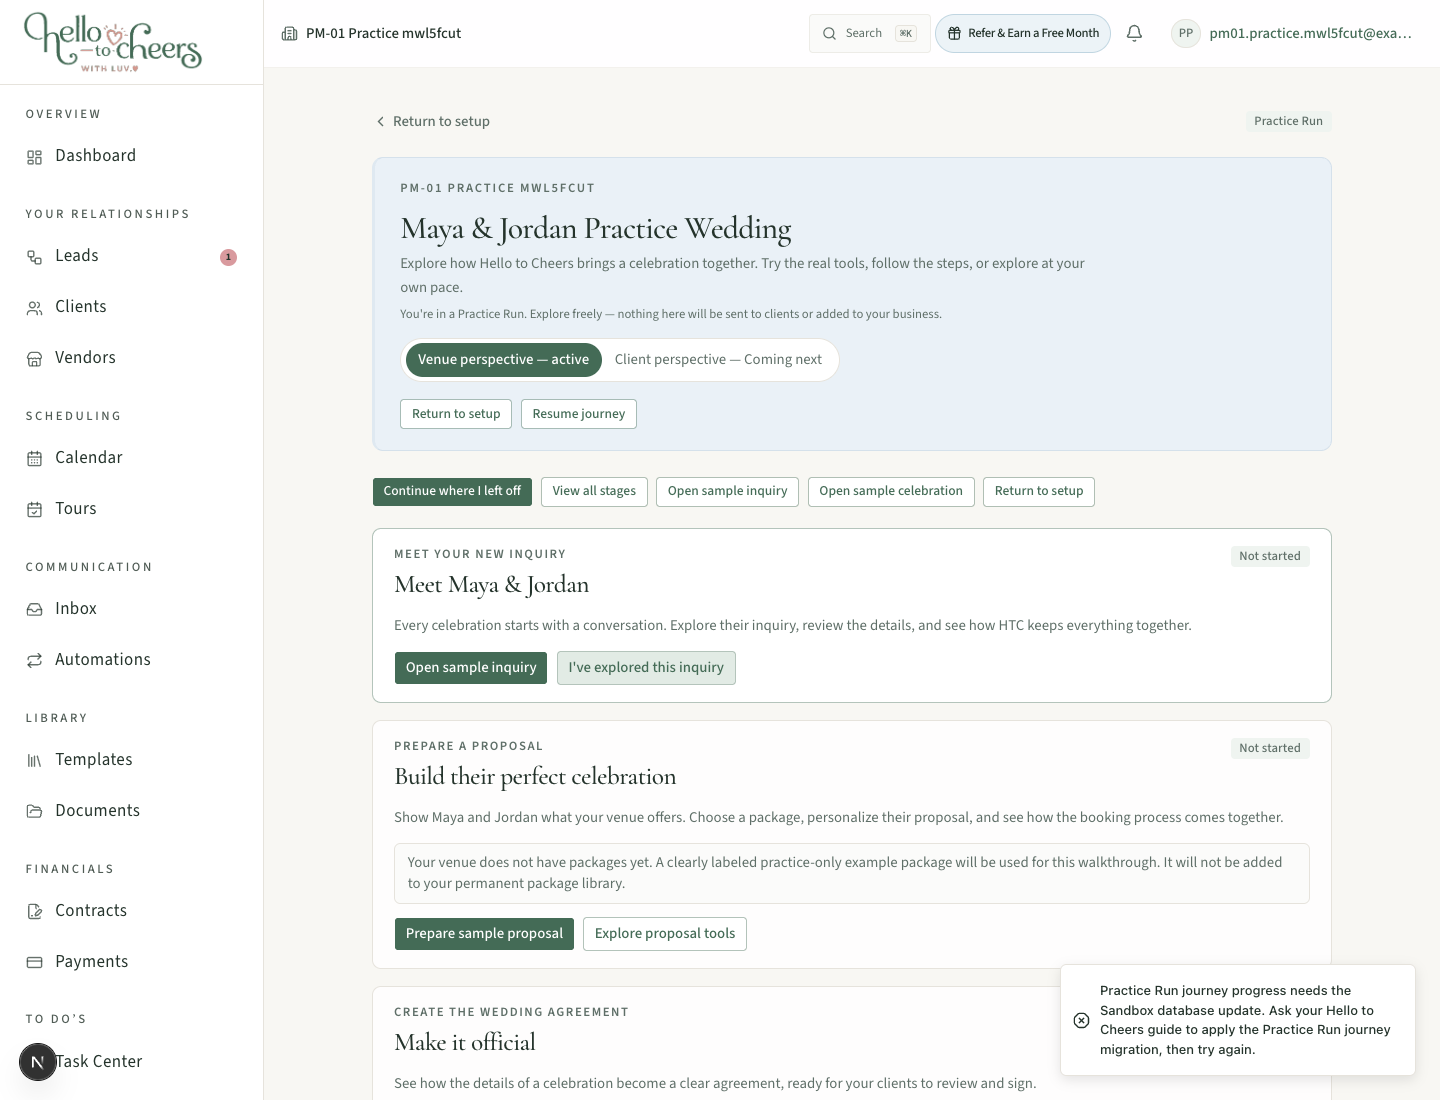 hello
to cheers
WITH LUV.
PM-01 Practice mwl5fcut
Search
⌘K
Refer & Earn a Free Month
PP
pm01.practice.mwl5fcut@exa…
OVERVIEW
Dashboard
YOUR RELATIONSHIPS
Leads
1
Clients
Vendors
SCHEDULING
Calendar
Tours
COMMUNICATION
Inbox
Automations
LIBRARY
Templates
Documents
FINANCIALS
Contracts
Payments
TO DO'S
N
Task Center
Return to setup
Practice Run
PM-01 PRACTICE MWL5FCUT
Maya & Jordan Practice Wedding
Explore how Hello to Cheers brings a celebration together. Try the real tools, follow the steps, or explore at your
own pace.
You're in a Practice Run. Explore freely — nothing here will be sent to clients or added to your business.
Venue perspective — active
Client perspective — Coming next
Return to setup
Resume journey
Continue where I left off
View all stages
Open sample inquiry
Open sample celebration
Return to setup
MEET YOUR NEW INQUIRY
Not started
Meet Maya & Jordan
Every celebration starts with a conversation. Explore their inquiry, review the details, and see how HTC keeps everything together.
Open sample inquiry
I've explored this inquiry
PREPARE A PROPOSAL
Not started
Build their perfect celebration
Show Maya and Jordan what your venue offers. Choose a package, personalize their proposal, and see how the booking process comes together.
Your venue does not have packages yet. A clearly labeled practice-only example package will be used for this walkthrough. It will not be added
to your permanent package library.
Prepare sample proposal
Explore proposal tools
CREATE THE WEDDING AGREEMENT
Make it official
See how the details of a celebration become a clear agreement, ready for your clients to review and sign.
Practice Run journey progress needs the
Sandbox database update. Ask your Hello to
Cheers guide to apply the Practice Run journey
migration, then try again.